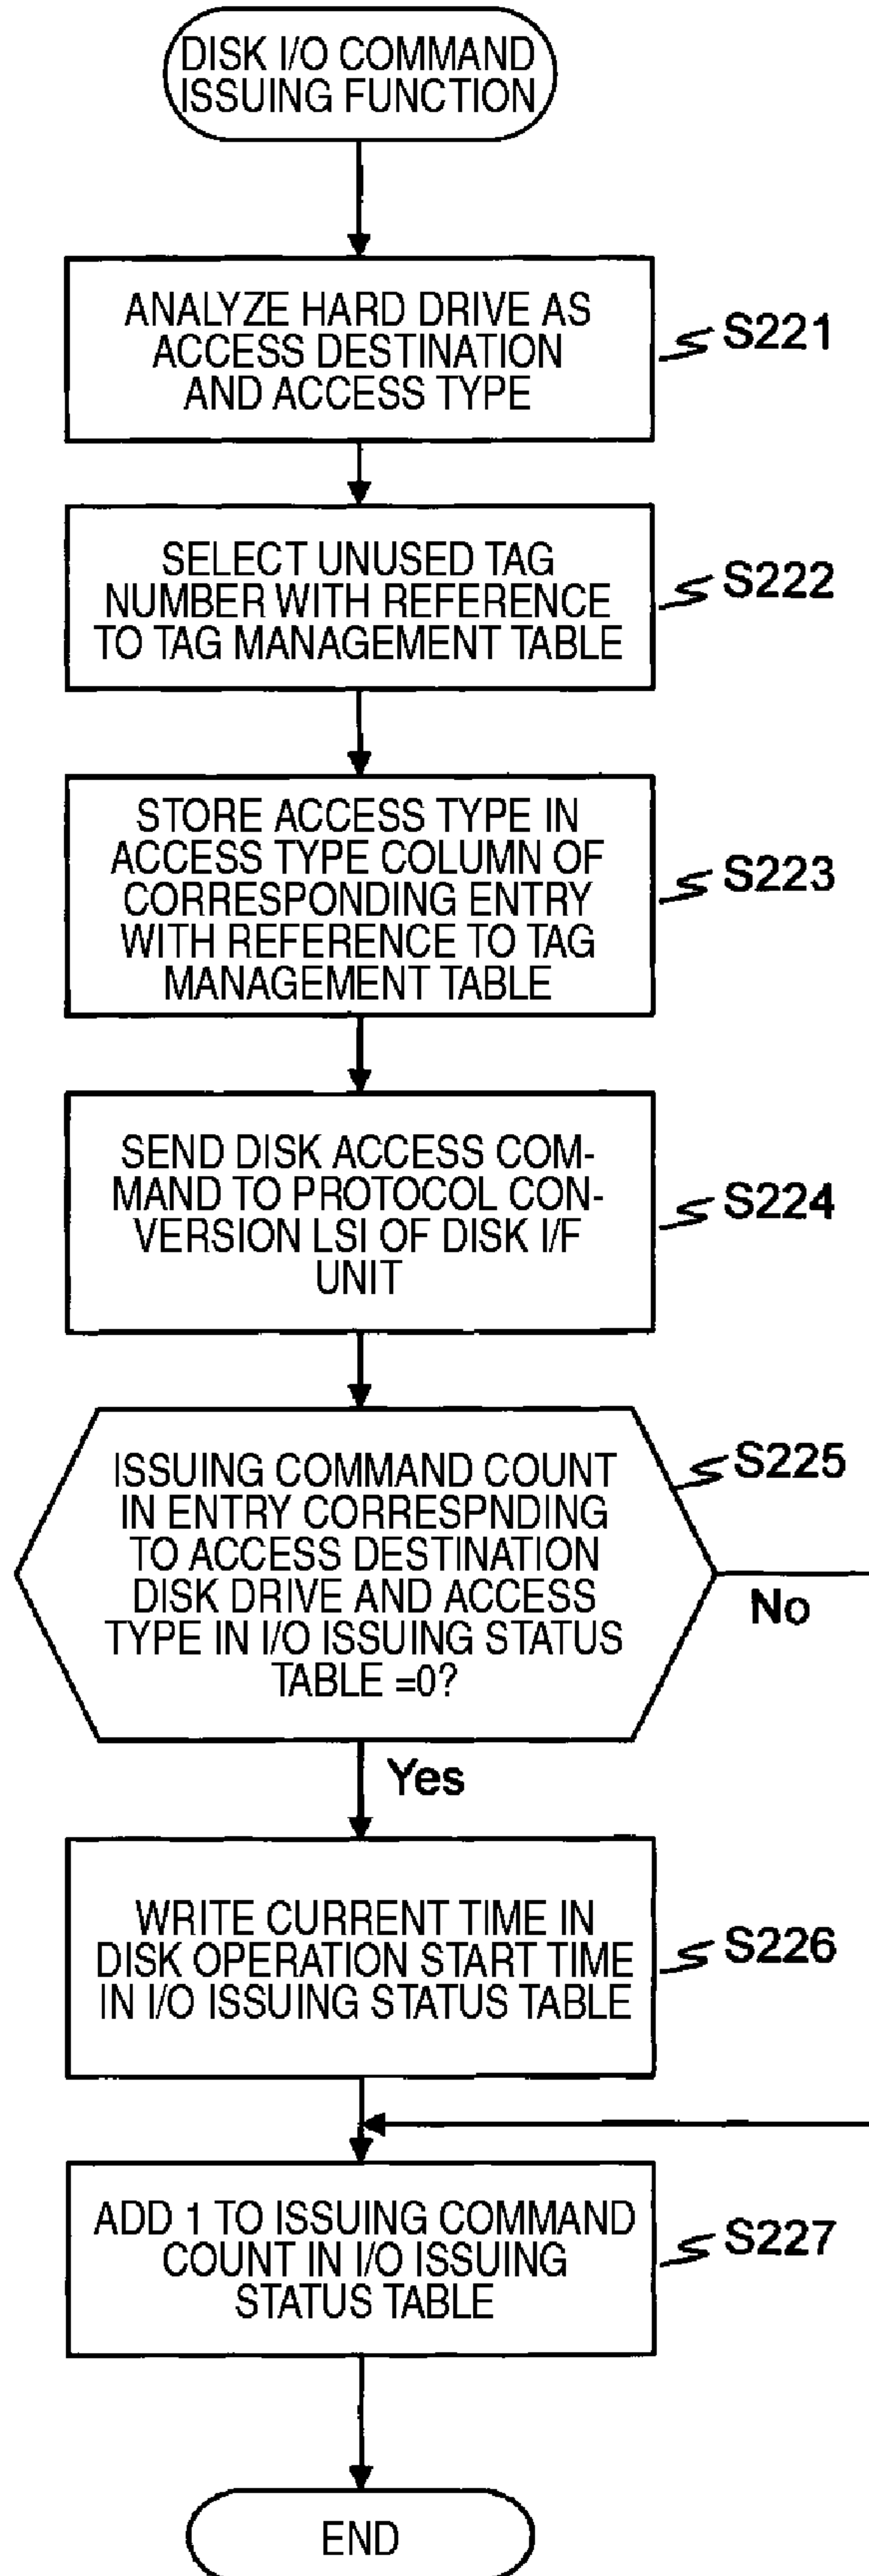 DISK I/O COMMAND
ISSUING FUNCTION
ANALYZE HARD DRIVE AS
ACCESS DESTINATION
AND ACCESS TYPE
S221
SELECT UNUSED TAG
NUMBER WITH REFERENCE
TO TAG MANAGEMENT TABLE
S222
STORE ACCESS TYPE IN
ACCESS TYPE COLUMN OF
CORRESPONDING ENTRY
WITH REFERENCE TO TAG
MANAGEMENT TABLE
S223
SEND DISK ACCESS COM-
MAND TO PROTOCOL CON-
VERSION LSI OF DISK I/F
UNIT
S224
ISSUING COMMAND COUNT
IN ENTRY CORRESPNDING
TO ACCESS DESTINATION
DISK DRIVE AND ACCESS
TYPE IN I/O ISSUING STATUS
TABLE =0?
S225
No
Yes
WRITE CURRENT TIME IN
DISK OPERATION START TIME
IN I/O ISSUING STATUS TABLE
S226
ADD 1 TO ISSUING COMMAND
COUNT IN I/O ISSUING
STATUS TABLE
S227
END